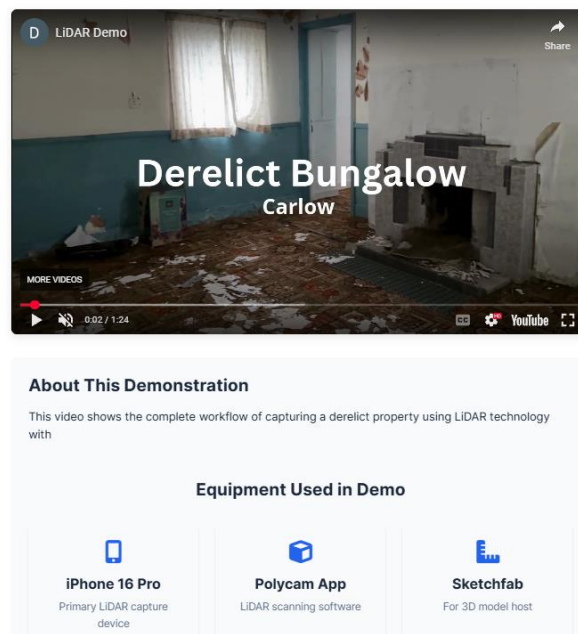 D LiDAR Demo
Share
Derelict Bungalow
Carlow
MORE VIDEOS
0:02 / 1:24
CC HD YouTube
About This Demonstration
This video shows the complete workflow of capturing a derelict property using LiDAR technology
with
Equipment Used in Demo
iPhone 16 Pro
Primary LiDAR capture
device
Polycam App
LiDAR scanning software
Sketchfab
For 3D model host